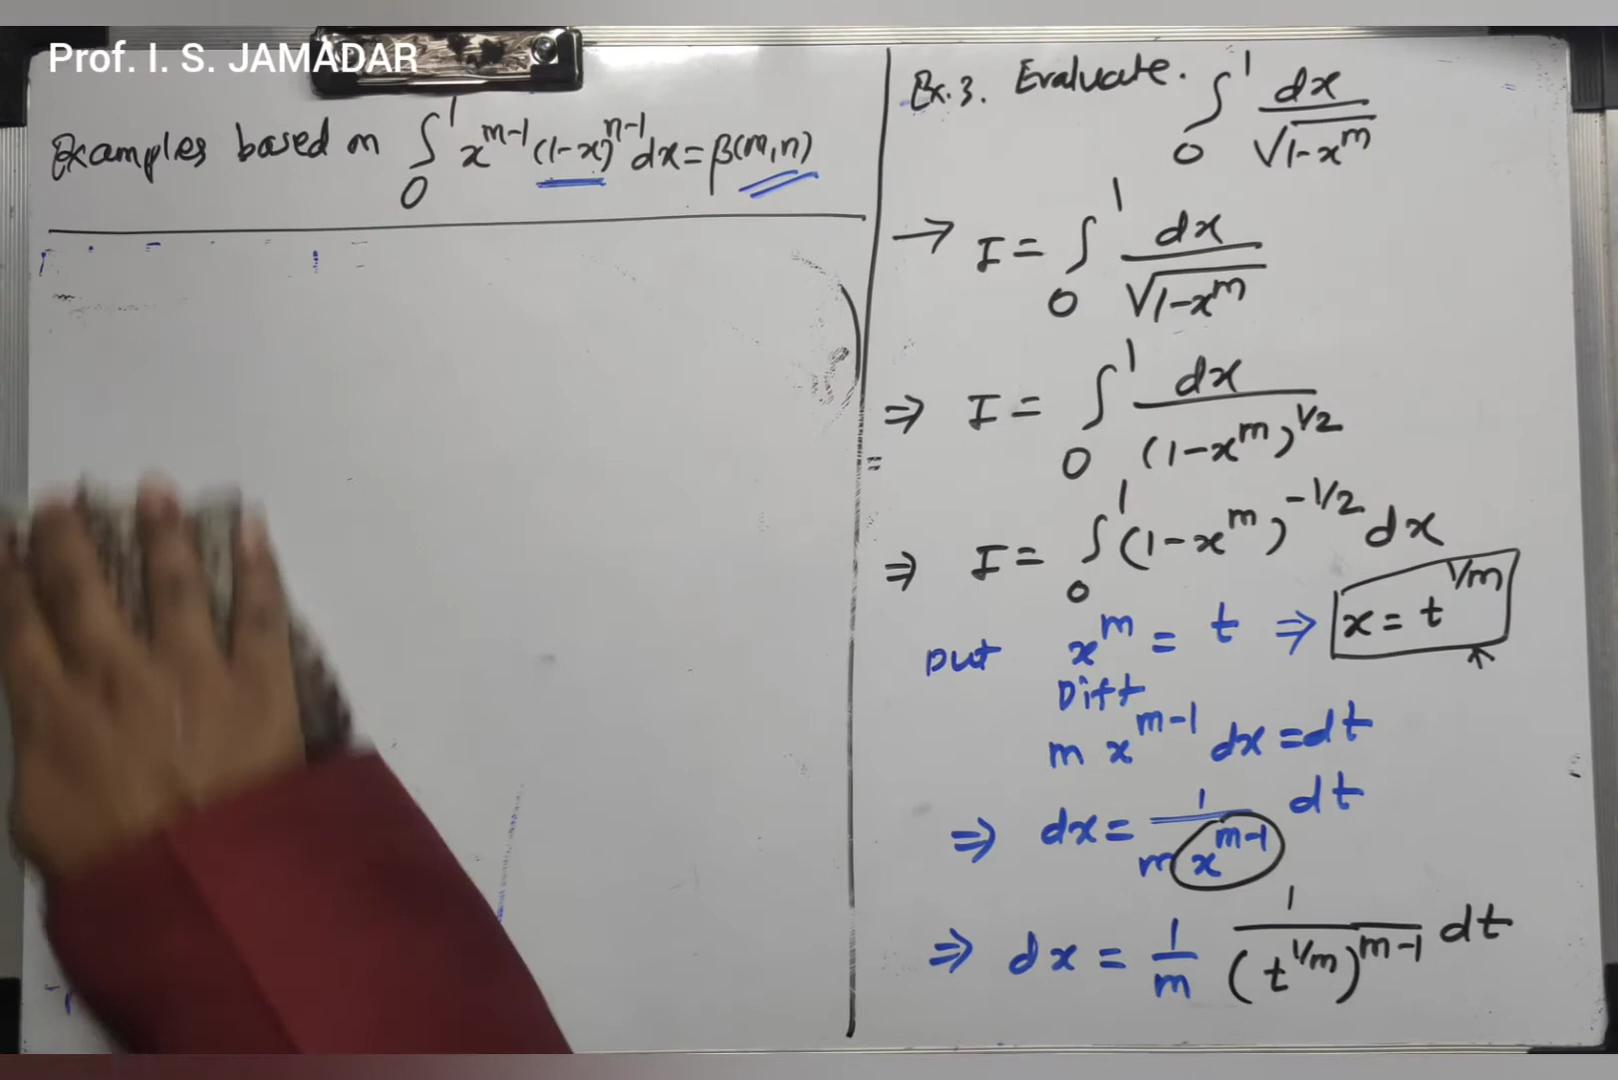 Prof. I. S. JAMADAR
Examples based on ∫₀¹ x^{m-1} (1-x)^{n-1} dx = β(m,n)
Ex.3. Evaluate. ∫₀¹ dx / √(1-x^m)
→ I = ∫₀¹ dx / √(1-x^m)
⇒ I = ∫₀¹ dx / (1-x^m)^{1/2}
⇒ I = ∫₀¹ (1-x^m)^{-1/2} dx
put x^m = t ⇒ x = t^{1/m}
Diff
m x^{m-1} dx = dt
⇒ dx = 1 / (m x^{m-1}) dt
⇒ dx = 1/m 1 / (t^{1/m})^{m-1} dt